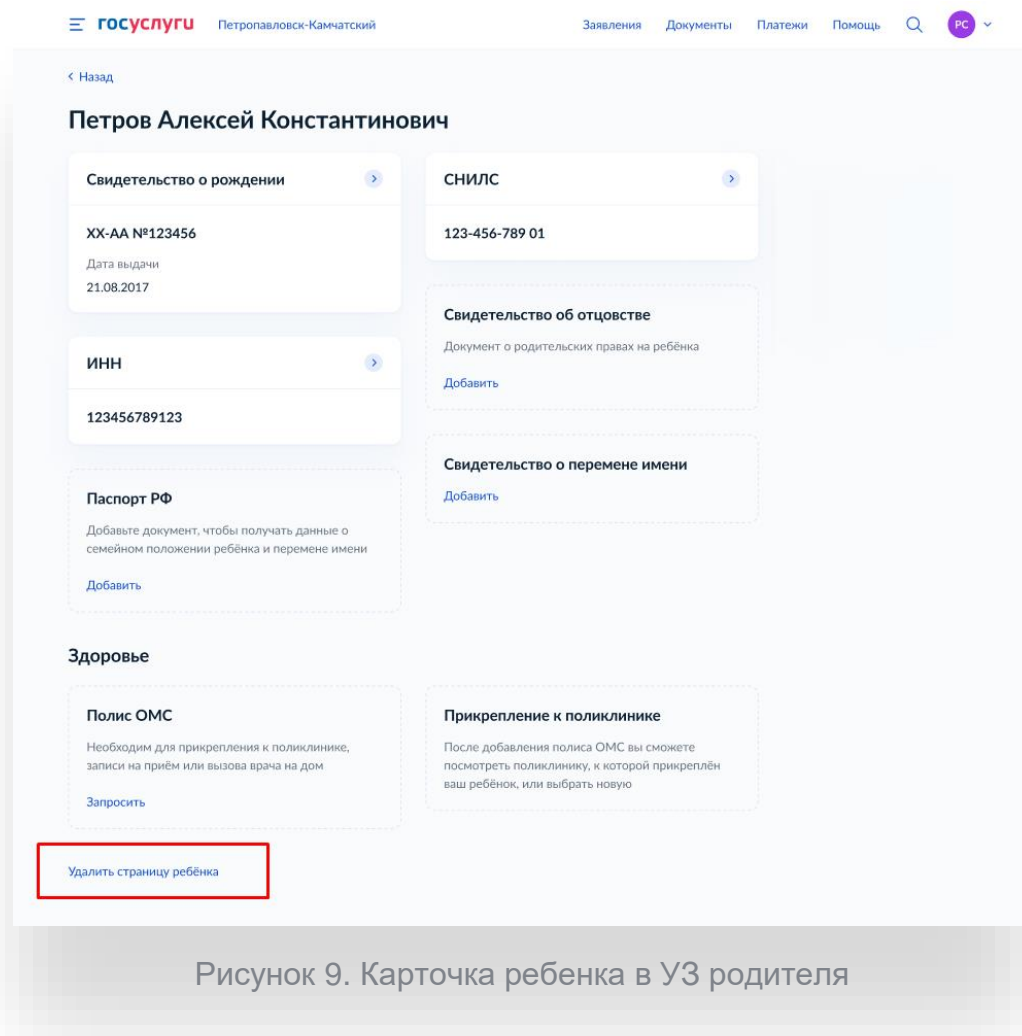 госуслуги Петропавловск-Камчатский Заявления Документы Платежи Помощь РС
Назад
Петров Алексей Константинович
Свидетельство о рождении
ХХ-АА №123456
Дата выдачи
21.08.2017
ИНН
123456789123
Паспорт РФ
Добавьте документ, чтобы получать данные о
семейном положении ребёнка и перемене имени
Добавить
СНИЛС
123-456-789 01
Свидетельство об отцовстве
Документ о родительских правах на ребёнка
Добавить
Свидетельство о перемене имени
Добавить
Здоровье
Полис ОМС
Необходим для прикрепления к поликлинике,
записи на приём или вызова врача на дом
Запросить
Прикрепление к поликлинике
После добавления полиса ОМС вы сможете
посмотреть поликлинику, к которой прикреплён
ваш ребёнок, или выбрать новую
Удалить страницу ребёнка
Рисунок 9. Карточка ребенка в УЗ родителя